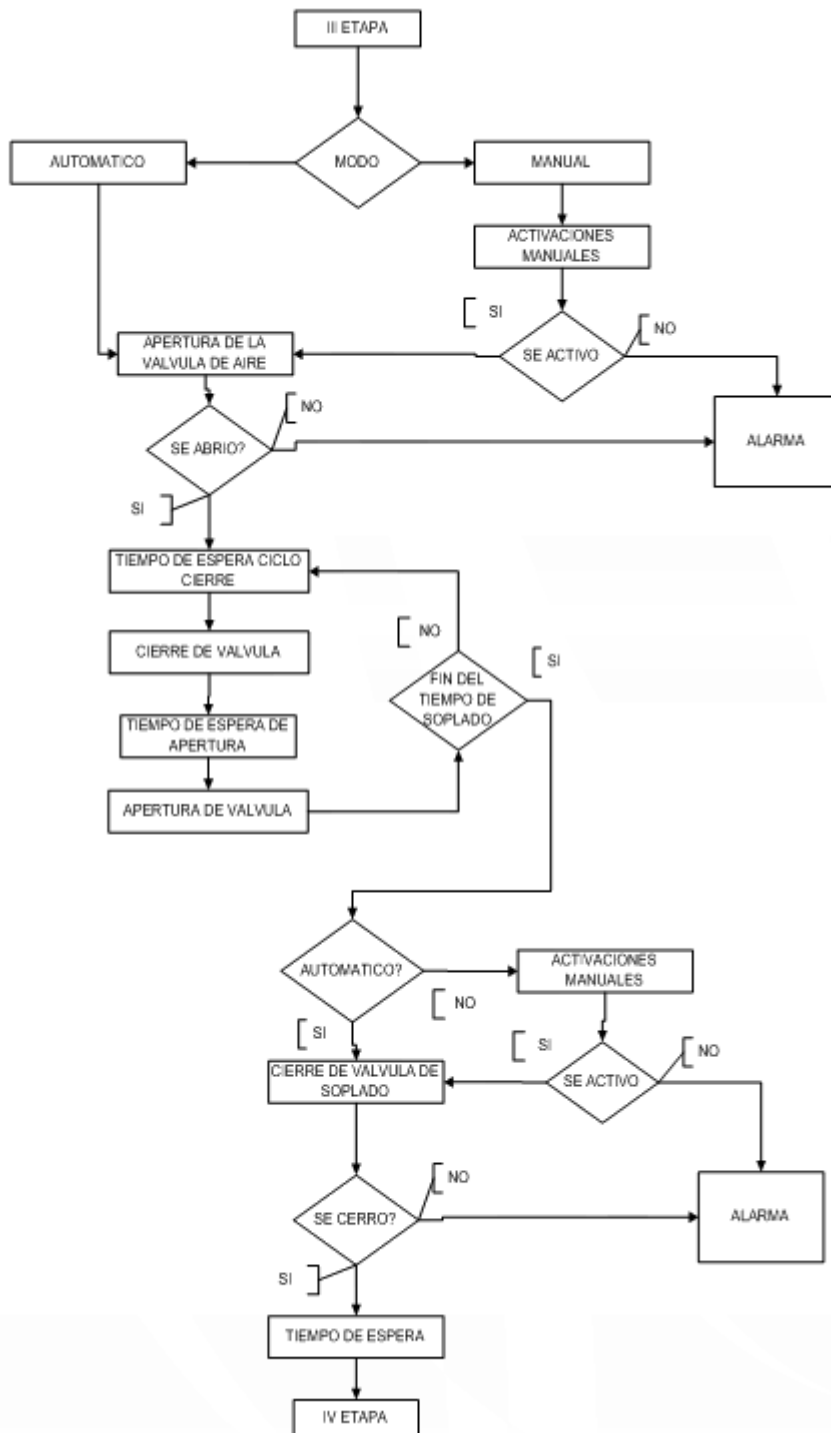 III ETAPA
AUTOMATICO
MODO
MANUAL
ACTIVACIONES
MANUALES
SI
NO
APERTURA DE LA
VALVULA DE AIRE
SE ACTIVO
NO
SE ABRIO?
ALARMA
SI
TIEMPO DE ESPERA CICLO
CIERRE
NO
SI
CIERRE DE VALVULA
FIN DEL
TIEMPO DE
SOPLADO
TIEMPO DE ESPERA DE
APERTURA
APERTURA DE VALVULA
AUTOMATICO?
ACTIVACIONES
MANUALES
NO
SI
SI
NO
CIERRE DE VALVULA DE
SOPLADO
SE ACTIVO
NO
SE CERRO?
ALARMA
SI
TIEMPO DE ESPERA
IV ETAPA